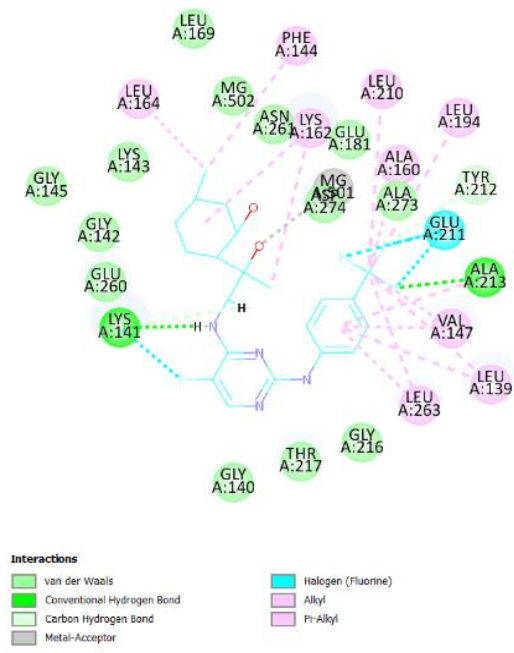 LEU
A:169
PHE
A:144
LEU
A:164
MG
A:502
ASN
A:261
LYS
A:162
GLU
A:181
LEU
A:210
LEU
A:194
LYS
A:143
GLY
A:145
MG
A:501
ASP
A:274
ALA
A:160
ALA
A:273
TYR
A:212
GLY
A:142
GLU
A:211
GLU
A:260
O
O
ALA
A:213
LYS
A:141
H
H
N
VAL
A:147
N
N
N
LEU
A:139
LEU
A:263
GLY
A:216
THR
A:217
GLY
A:140
Interactions
van der Waals
Conventional Hydrogen Bond
Carbon Hydrogen Bond
Metal-Acceptor
Halogen (Fluorine)
Alkyl
Pi-Alkyl